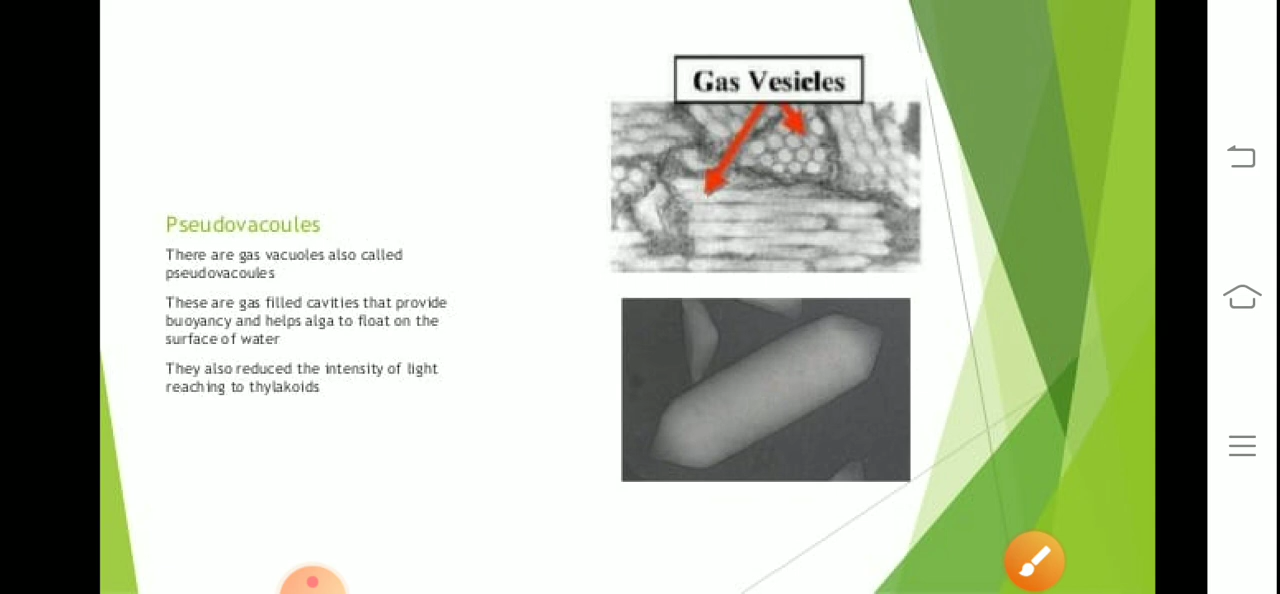 Gas Vesicles
Pseudovacoules
There are gas vacuoles also called
pseudovacoules
These are gas filled cavities that provide
buoyancy and helps alga to float on the
surface of water
They also reduced the intensity of light
reaching to thylakoids